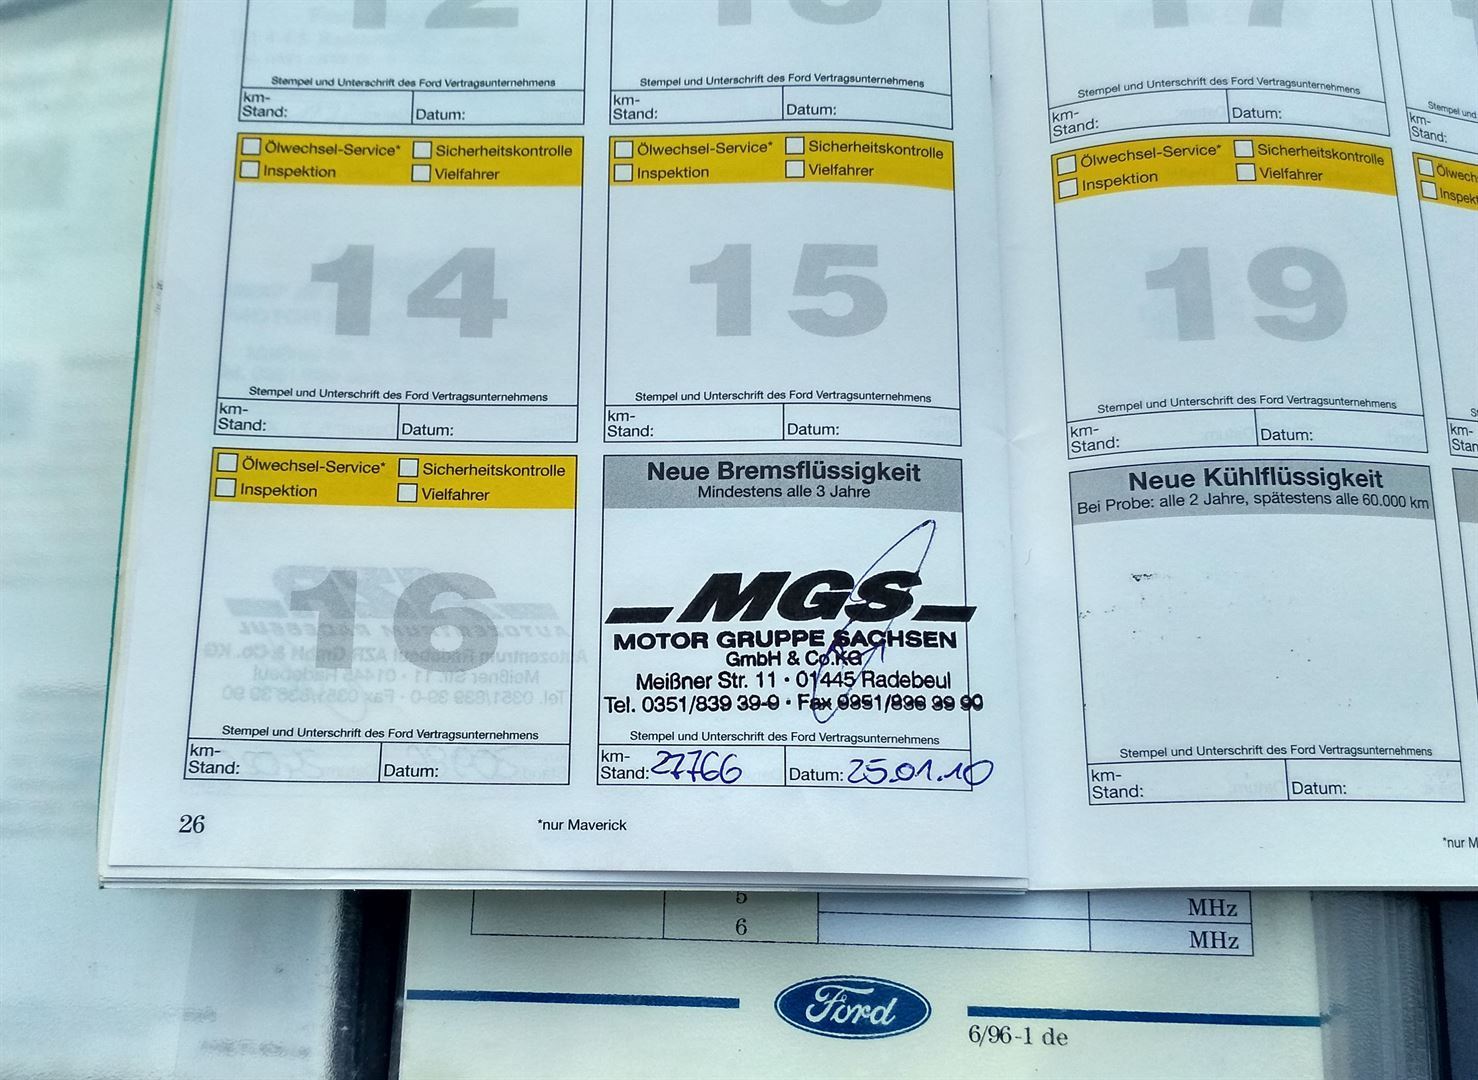 12
13
17
Stempel und Unterschrift des Ford Vertragsunternehmens
km-Stand:
Datum:
Stempel und Unterschrift des Ford Vertragsunternehmens
km-Stand:
Datum:
Stempel und Unterschrift des Ford Vertragsunternehmens
km-Stand:
Datum:
Stempel und
km-Stand:
Ölwechsel-Service* Sicherheitskontrolle
Inspektion Vielfahrer
14
Stempel und Unterschrift des Ford Vertragsunternehmens
km-Stand:
Datum:
Ölwechsel-Service* Sicherheitskontrolle
Inspektion Vielfahrer
15
Stempel und Unterschrift des Ford Vertragsunternehmens
km-Stand:
Datum:
Ölwechsel-Service* Sicherheitskontrolle
Inspektion Vielfahrer
19
Stempel und Unterschrift des Ford Vertragsunternehmens
km-Stand:
Datum:
Ölwechsel-Service* Sicherheitskontrolle
Inspektion Vielfahrer
16
Stempel und Unterschrift des Ford Vertragsunternehmens
km-Stand:
Datum:
Neue Bremsflüssigkeit
Mindestens alle 3 Jahre
MGS
MOTOR GRUPPE SACHSEN
GmbH & Co.KG
Meißner Str. 11 · 01445 Radebeul
Tel. 0351/839 39-0 · Fax 0351/836 39 90
Stempel und Unterschrift des Ford Vertragsunternehmens
km-Stand: 27766
Datum: 25.01.10
Neue Kühlflüssigkeit
Bei Probe: alle 2 Jahre, spätestens alle 60.000 km
Stempel und Unterschrift des Ford Vertragsunternehmens
km-Stand:
Datum:
26
*nur Maverick
5 MHz
6 MHz
Ford
6/96-1 de